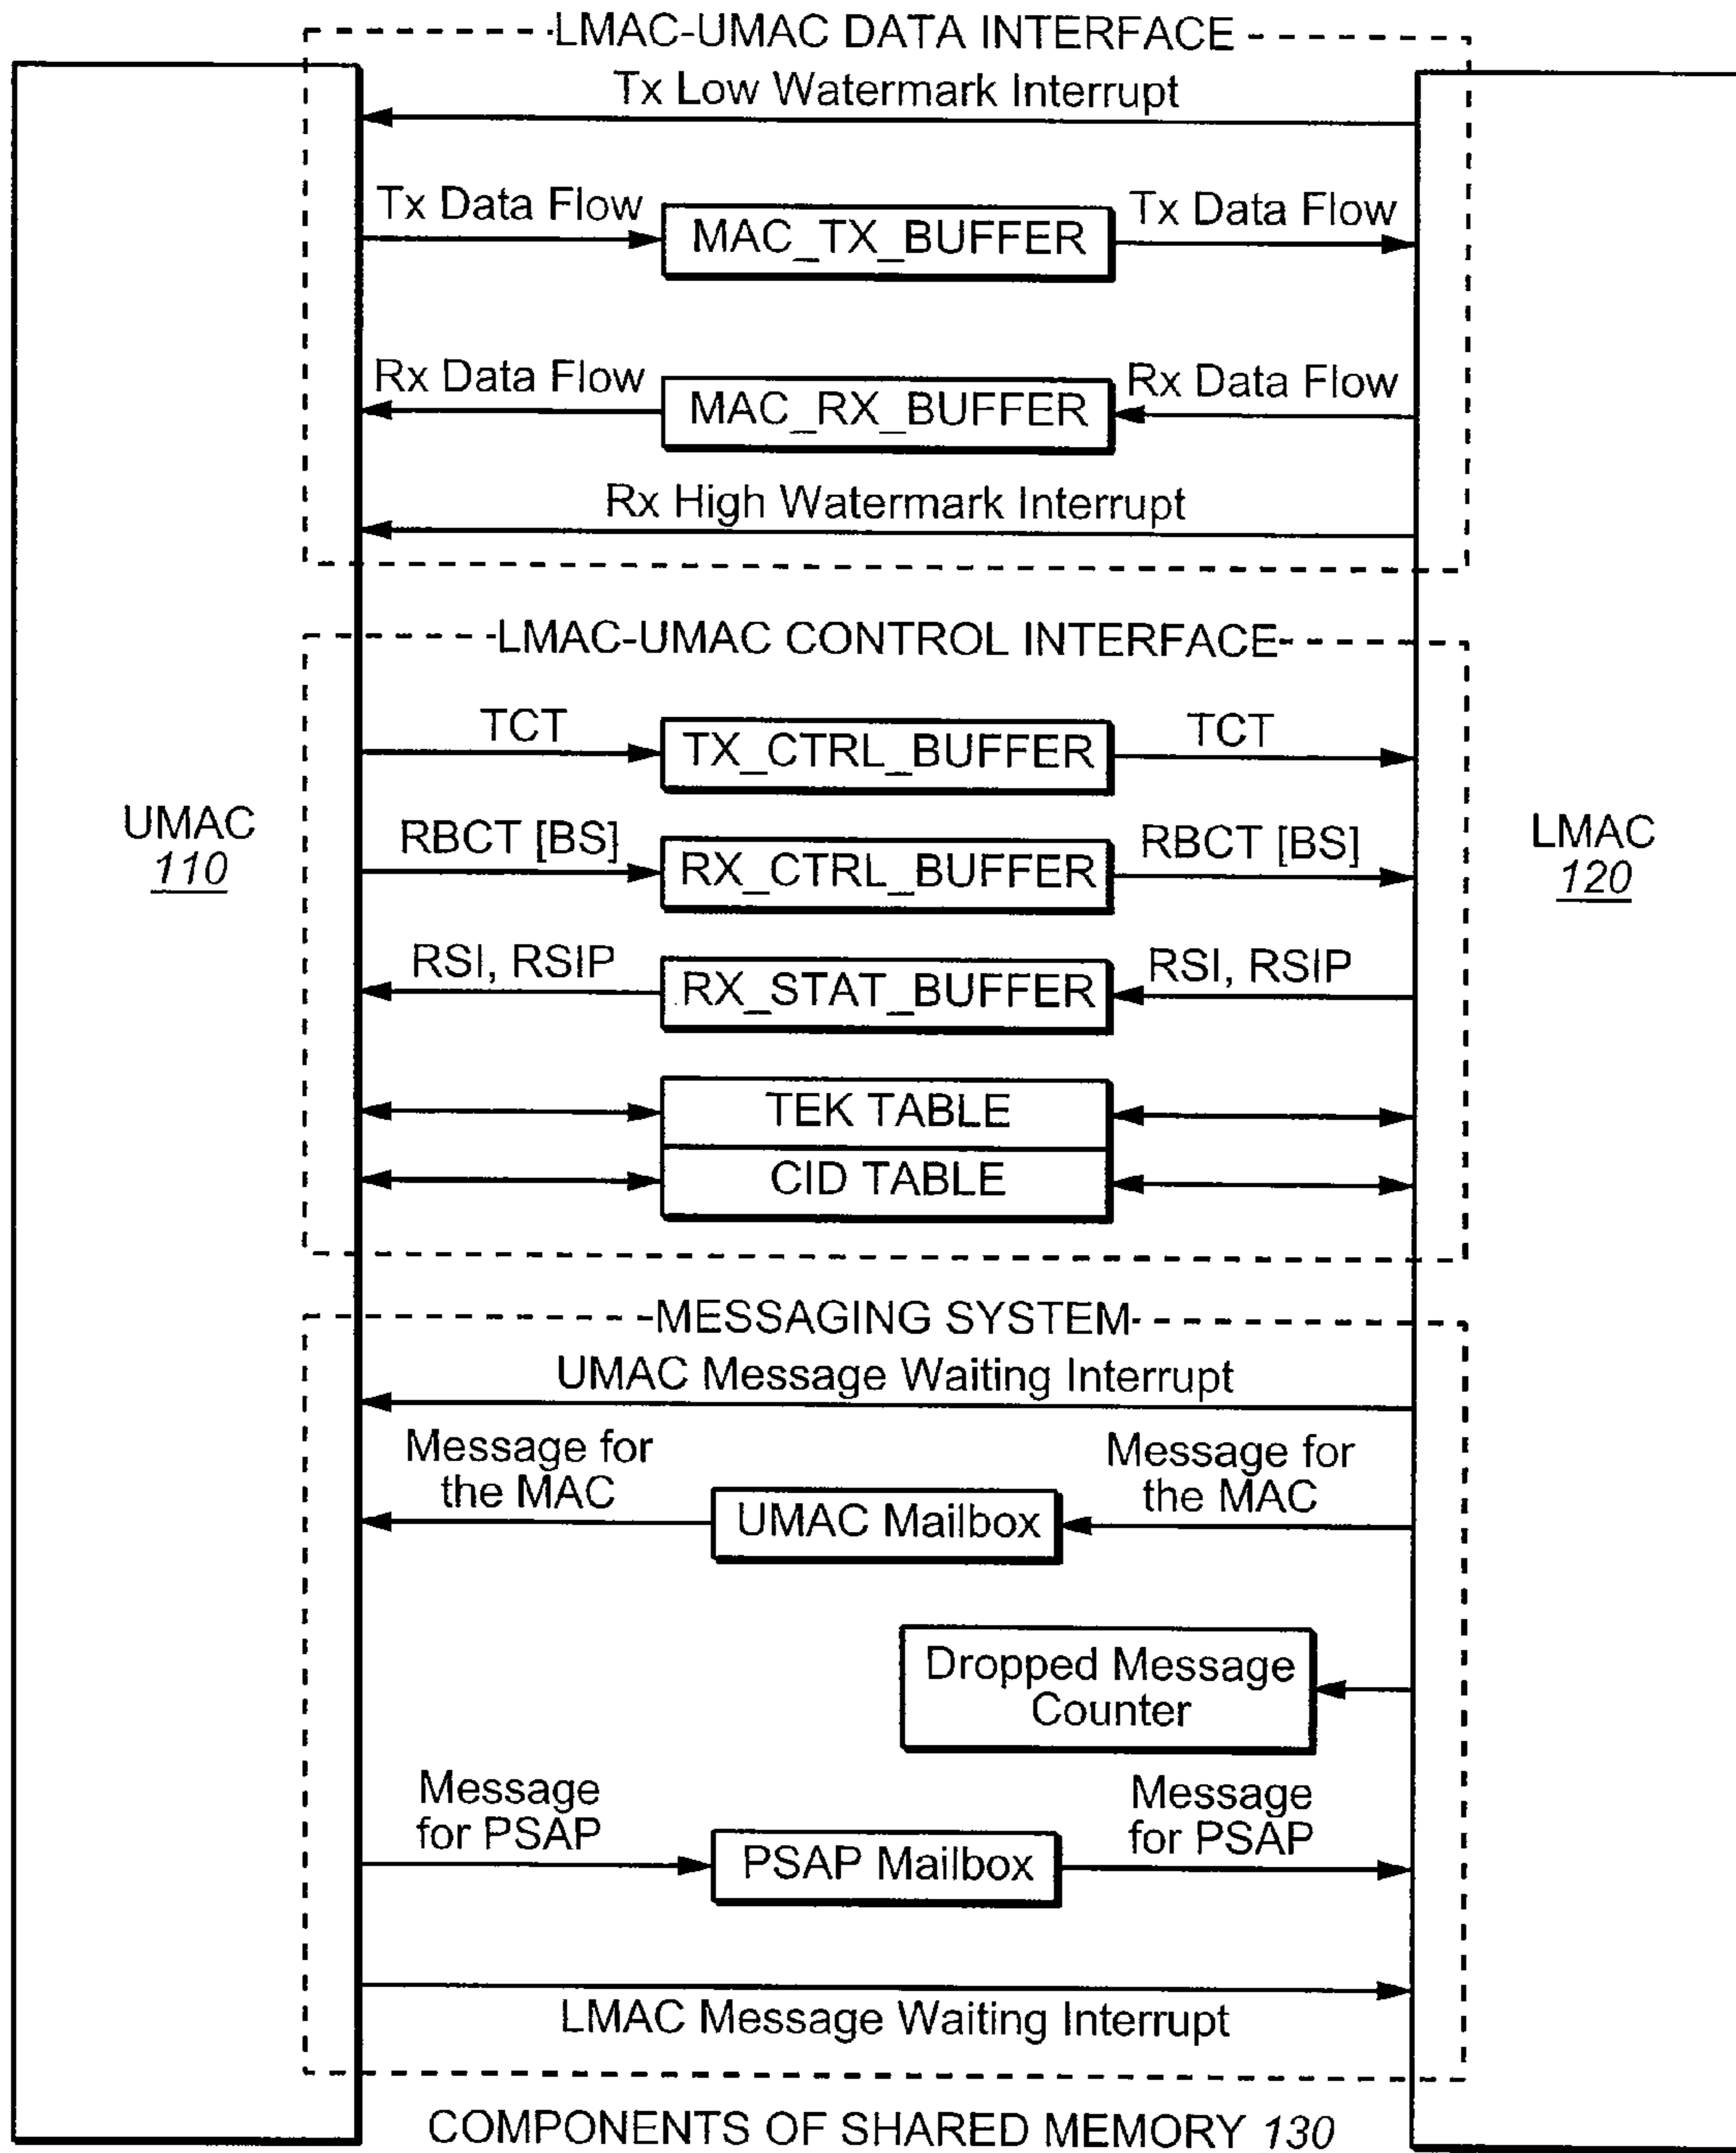 LMAC-UMAC DATA INTERFACE
Tx Low Watermark Interrupt
Tx Data Flow
MAC_TX_BUFFER
Tx Data Flow
Rx Data Flow
MAC_RX_BUFFER
Rx Data Flow
Rx High Watermark Interrupt
LMAC-UMAC CONTROL INTERFACE
TCT
TX_CTRL_BUFFER
TCT
UMAC
110
RBCT [BS]
RX_CTRL_BUFFER
RBCT [BS]
LMAC
120
RSI, RSIP
RX_STAT_BUFFER
RSI, RSIP
TEK TABLE
CID TABLE
MESSAGING SYSTEM
UMAC Message Waiting Interrupt
Message for
the MAC
UMAC Mailbox
Message for
the MAC
Dropped Message
Counter
Message
for PSAP
PSAP Mailbox
Message
for PSAP
LMAC Message Waiting Interrupt
COMPONENTS OF SHARED MEMORY 130